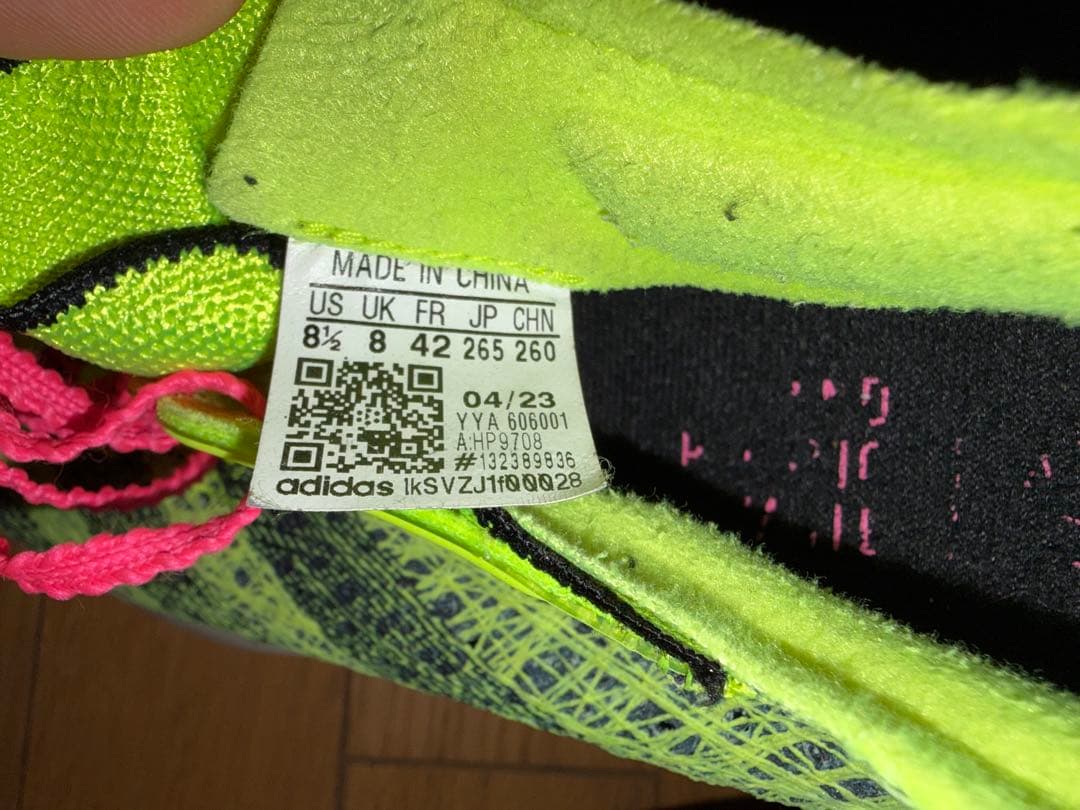 MADE IN CHINA
US UK FR JP CHN
8½ 8 42 265 260
04/23
YYA 606001
A:HP9708
#132389836
adidas IkSVZJ1f00028